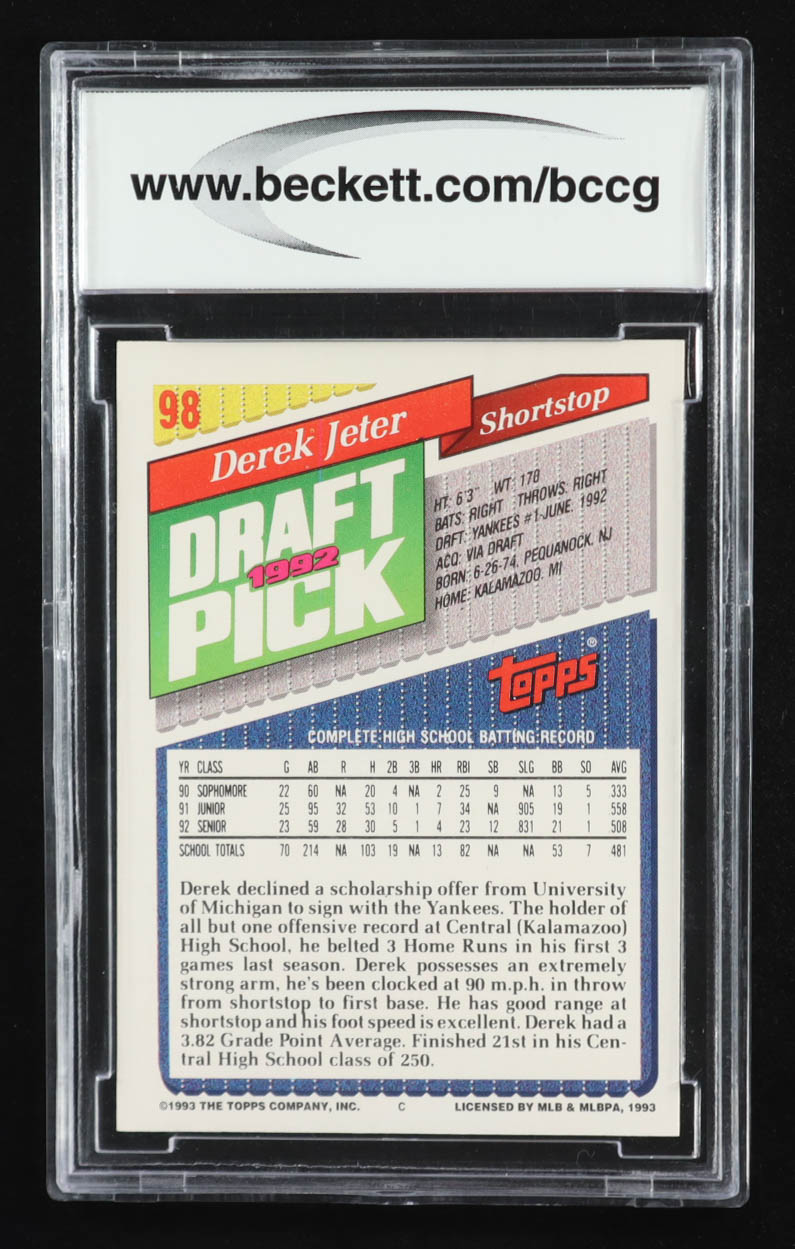 www.beckett.com/bccg
98
Derek Jeter
Shortstop
DRAFT
1992
PICK
HT: 6'3" WT: 178
BATS: RIGHT THROWS: RIGHT
DRFT: YANKEES #1-JUNE, 1992
ACQ: VIA DRAFT
BORN: 6-26-74, PEQUANOCK, NJ
HOME: KALAMAZOO, MI
TOPPS®
COMPLETE HIGH SCHOOL BATTING RECORD
YR CLASS G AB R H 2B 3B HR RBI SB SLG BB SO AVG
90 SOPHOMORE 22 60 NA 20 4 NA 2 25 9 NA 13 5 .333
91 JUNIOR 25 95 32 53 10 1 7 34 NA .905 19 1 .558
92 SENIOR 23 59 28 30 5 1 4 23 12 .831 21 1 .508
SCHOOL TOTALS 70 214 NA 103 19 NA 13 82 NA NA 53 7 .481
Derek declined a scholarship offer from University
of Michigan to sign with the Yankees. The holder of
all but one offensive record at Central (Kalamazoo)
High School, he belted 3 Home Runs in his first 3
games last season. Derek possesses an extremely
strong arm, he's been clocked at 90 m.p.h. in throw
from shortstop to first base. He has good range at
shortstop and his foot speed is excellent. Derek had a
3.82 Grade Point Average. Finished 21st in his Cen-
tral High School class of 250.
©1993 THE TOPPS COMPANY, INC. C LICENSED BY MLB & MLBPA, 1993